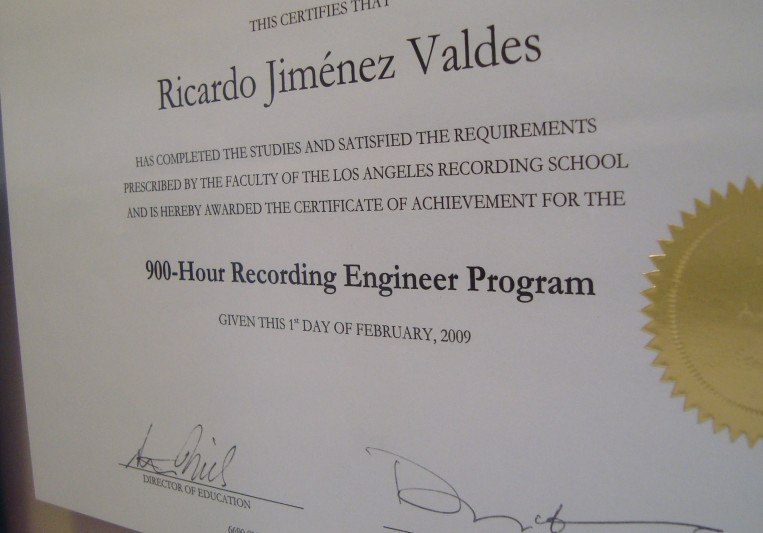 THIS CERTIFIES THAT
Ricardo Jiménez Valdes
HAS COMPLETED THE STUDIES AND SATISFIED THE REQUIREMENTS
PRESCRIBED BY THE FACULTY OF THE LOS ANGELES RECORDING SCHOOL
AND IS HEREBY AWARDED THE CERTIFICATE OF ACHIEVEMENT FOR THE
900-Hour Recording Engineer Program
GIVEN THIS 1st DAY OF FEBRUARY, 2009
DIRECTOR OF EDUCATION